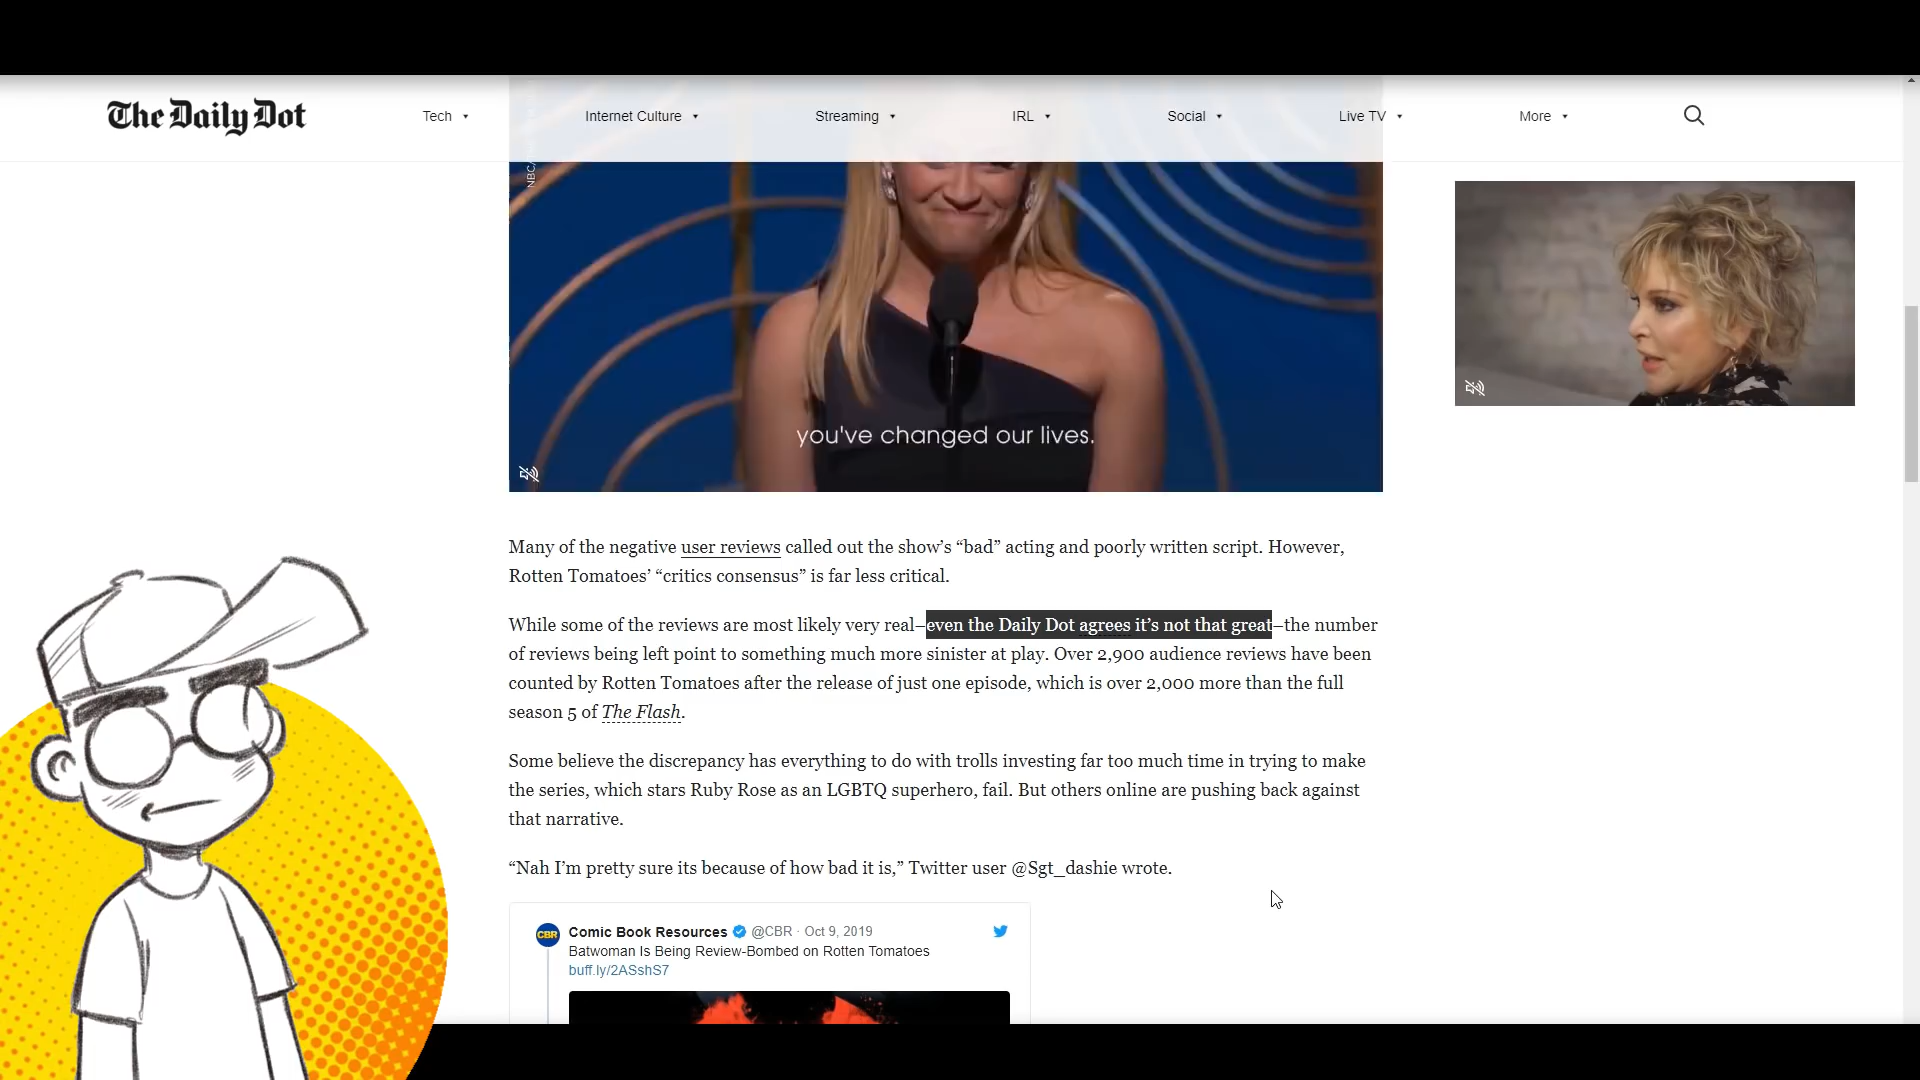 The Daily Dot
Tech
Internet Culture
Streaming
IRL
Social
Live TV
More
NBC/
you've changed our lives.
Many of the negative user reviews called out the show’s “bad” acting and poorly written script. However,
Rotten Tomatoes’ “critics consensus” is far less critical.
While some of the reviews are most likely very real–even the Daily Dot agrees it’s not that great–the number
of reviews being left point to something much more sinister at play. Over 2,900 audience reviews have been
counted by Rotten Tomatoes after the release of just one episode, which is over 2,000 more than the full
season 5 of The Flash.
Some believe the discrepancy has everything to do with trolls investing far too much time in trying to make
the series, which stars Ruby Rose as an LGBTQ superhero, fail. But others online are pushing back against
that narrative.
“Nah I’m pretty sure its because of how bad it is,” Twitter user @Sgt_dashie wrote.
CBR
Comic Book Resources @CBR · Oct 9, 2019
Batwoman Is Being Review-Bombed on Rotten Tomatoes
buff.ly/2ASshS7